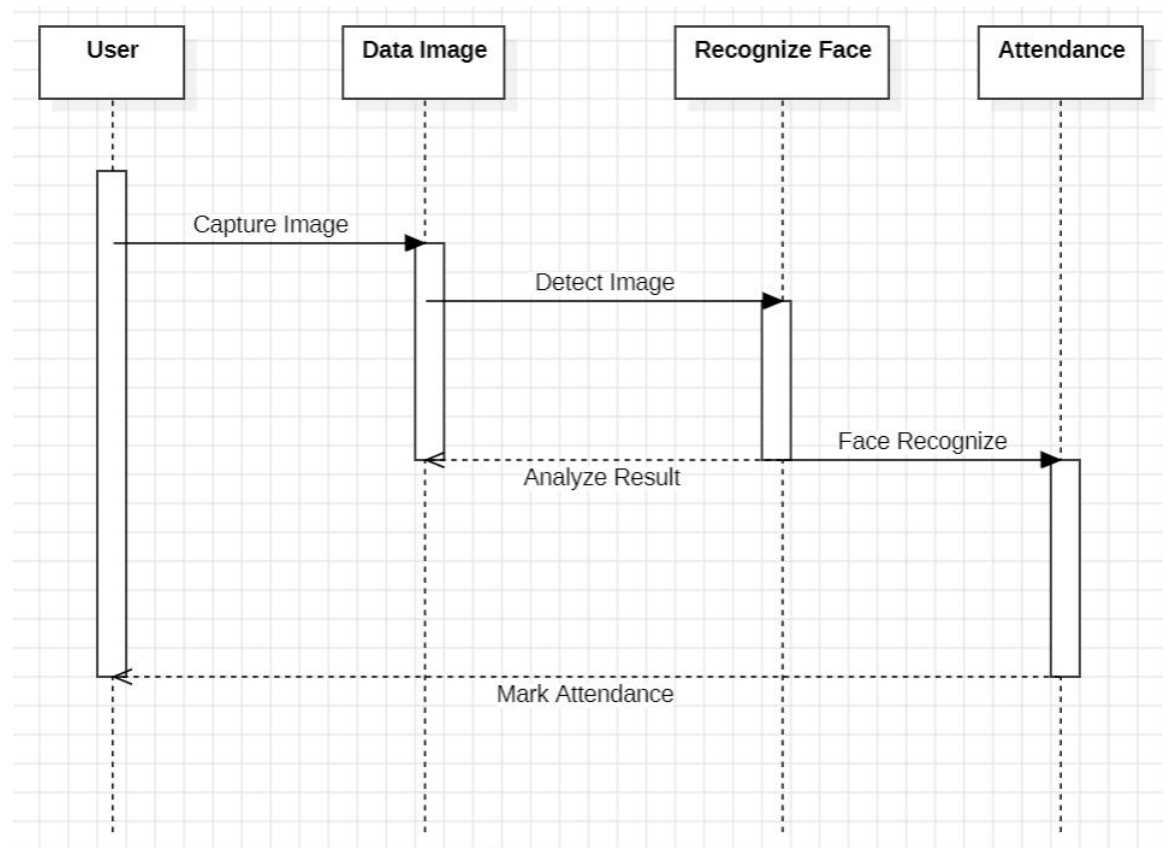 User
Data Image
Recognize Face
Attendance
Capture Image
Detect Image
Face Recognize
Analyze Result
Mark Attendance